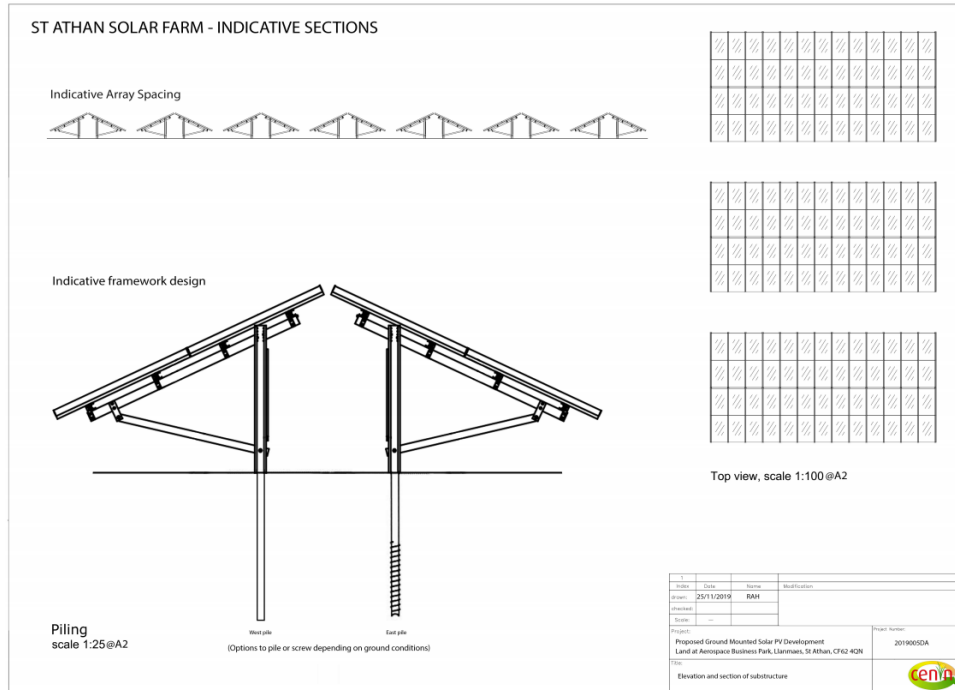 ST ATHAN SOLAR FARM - INDICATIVE SECTIONS
Indicative Array Spacing
Indicative framework design
Top view, scale 1:100@A2
Piling
scale 1:25@A2
West pile
East pile
(Options to pile or screw depending on ground conditions)
1
Index Date Name Modification
drawn: 25/11/2019 RAH
checked:
Scale: —
Project:
Proposed Ground Mounted Solar PV Development
Land at Aerospace Business Park, Llanmaes, St Athan, CF62 4QN
Project Number:
2019005DA
Title:
Elevation and section of substructure
cenin